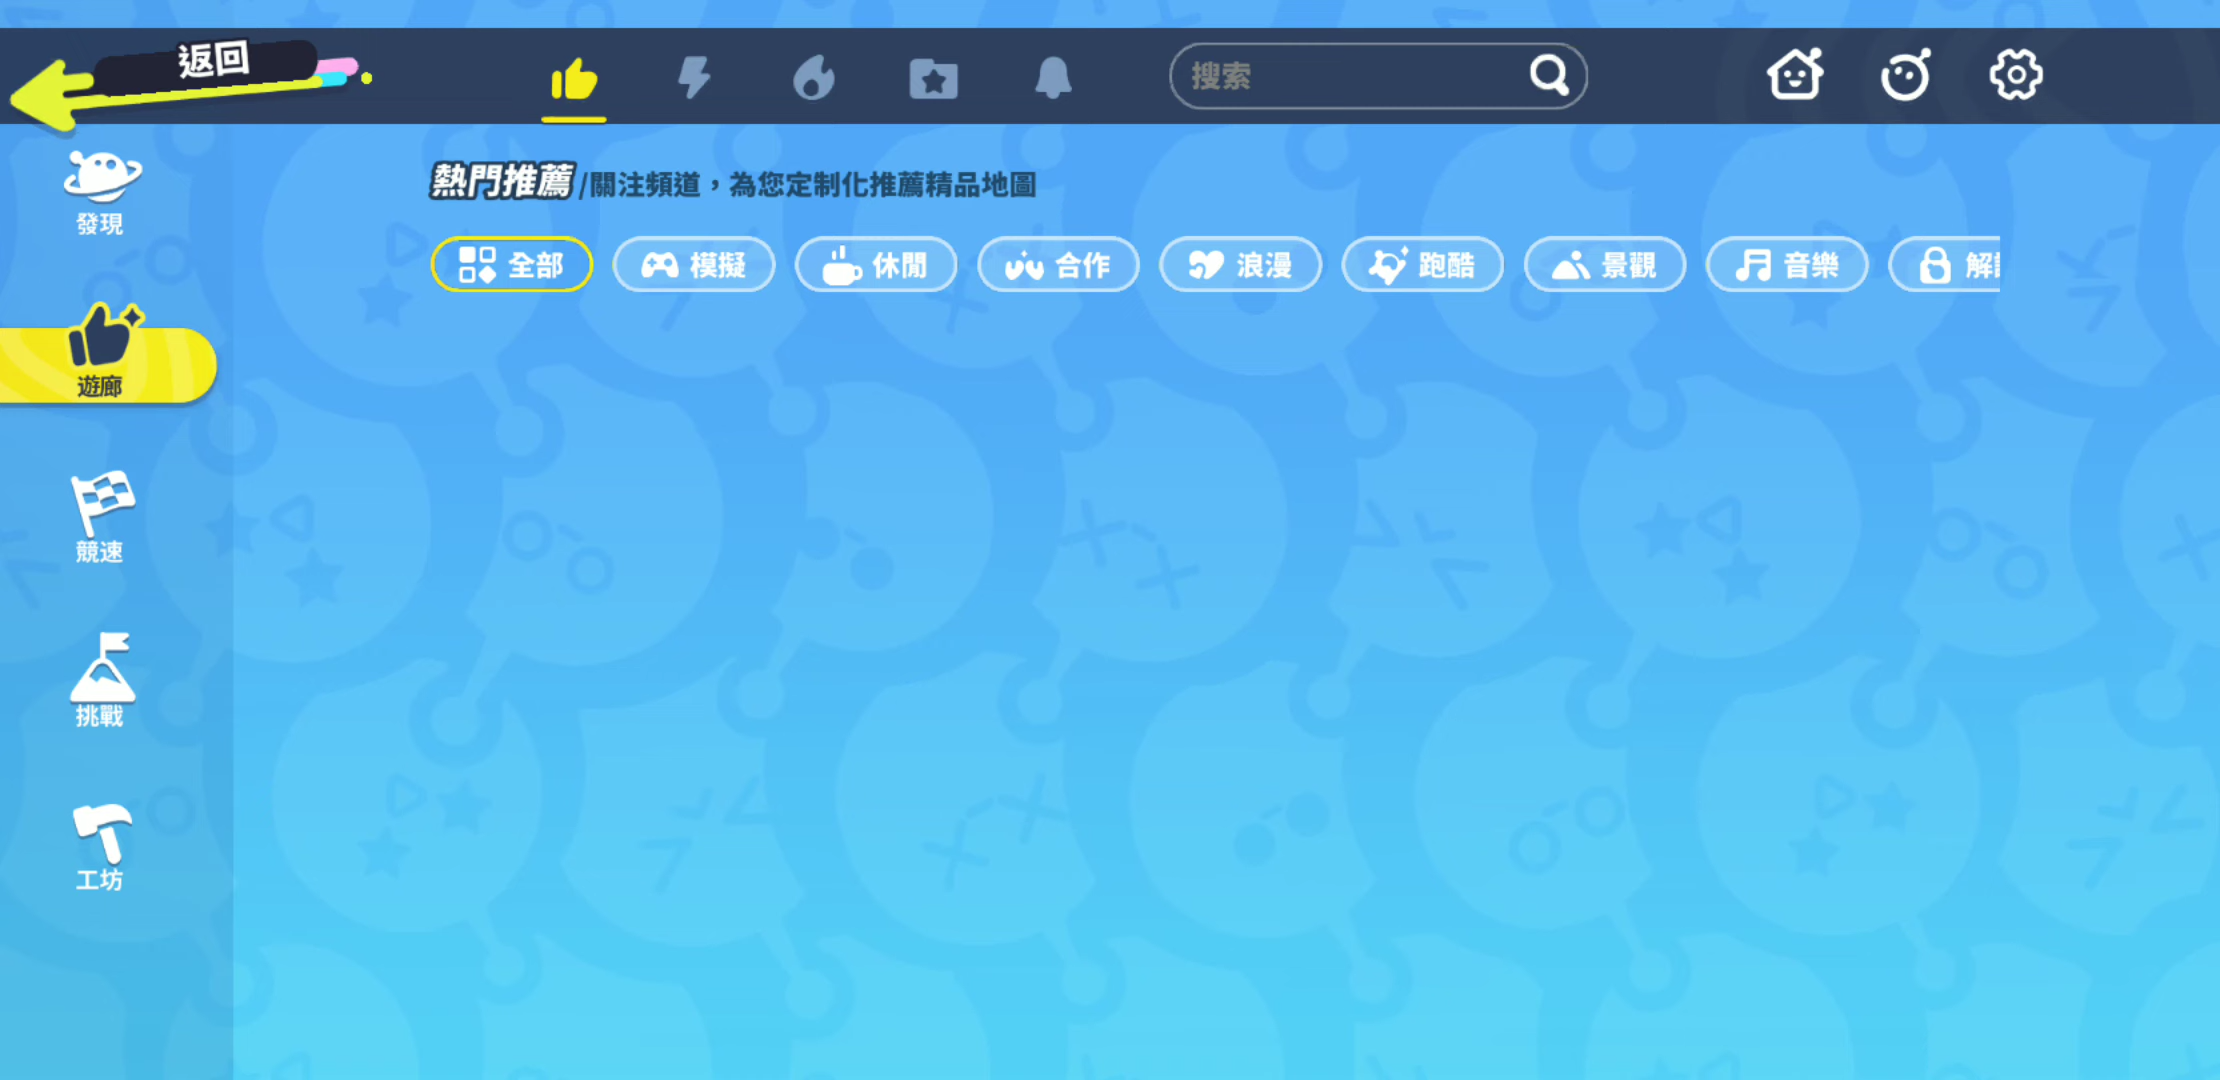 返回
搜索
發現
遊廊
競速
挑戰
工坊
熱門推薦/關注頻道，為您定制化推薦精品地圖
全部 模擬 休閒 合作 浪漫 跑酷 景觀 音樂 解